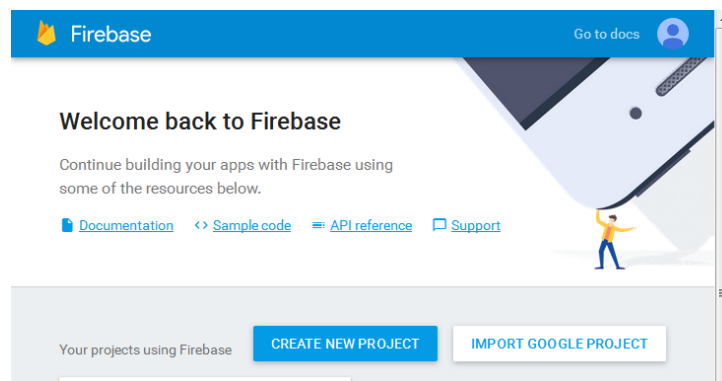 Firebase
Go to docs
Welcome back to Firebase
Continue building your apps with Firebase using
some of the resources below.
Documentation <> Sample code API reference Support
Your projects using Firebase CREATE NEW PROJECT IMPORT GOOGLE PROJECT